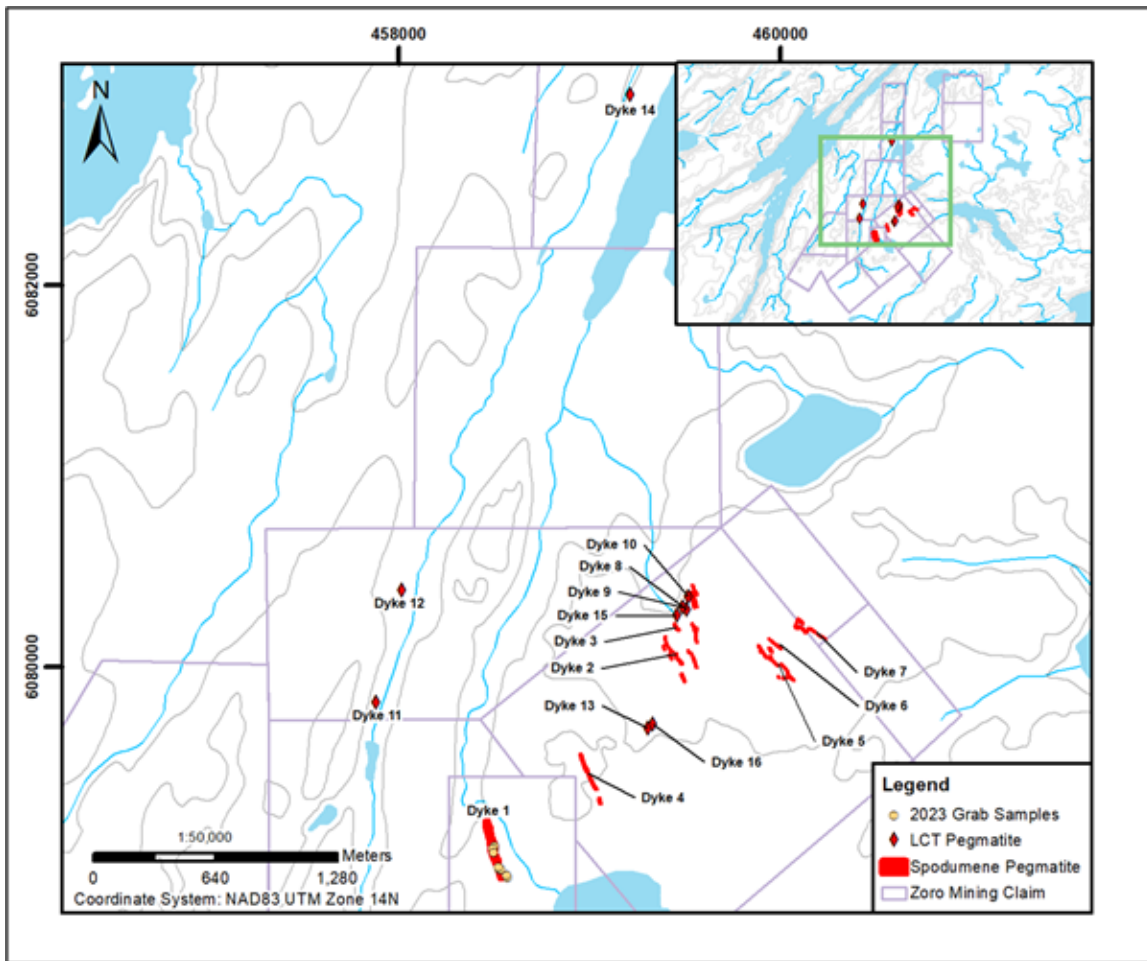 458000
460000
N
Dyke 14
6082000
Dyke 10
Dyke 8
Dyke 9
Dyke 12
Dyke 15
Dyke 3
6080000
Dyke 2
Dyke 7
Dyke 6
Dyke 11
Dyke 13
Dyke 5
Dyke 16
Dyke 4
Dyke 1
1:50,000
Meters
0 640 1,280
Coordinate System: NAD83 UTM Zone 14N
Legend
2023 Grab Samples
LCT Pegmatite
Spodumene Pegmatite
Zoro Mining Claim